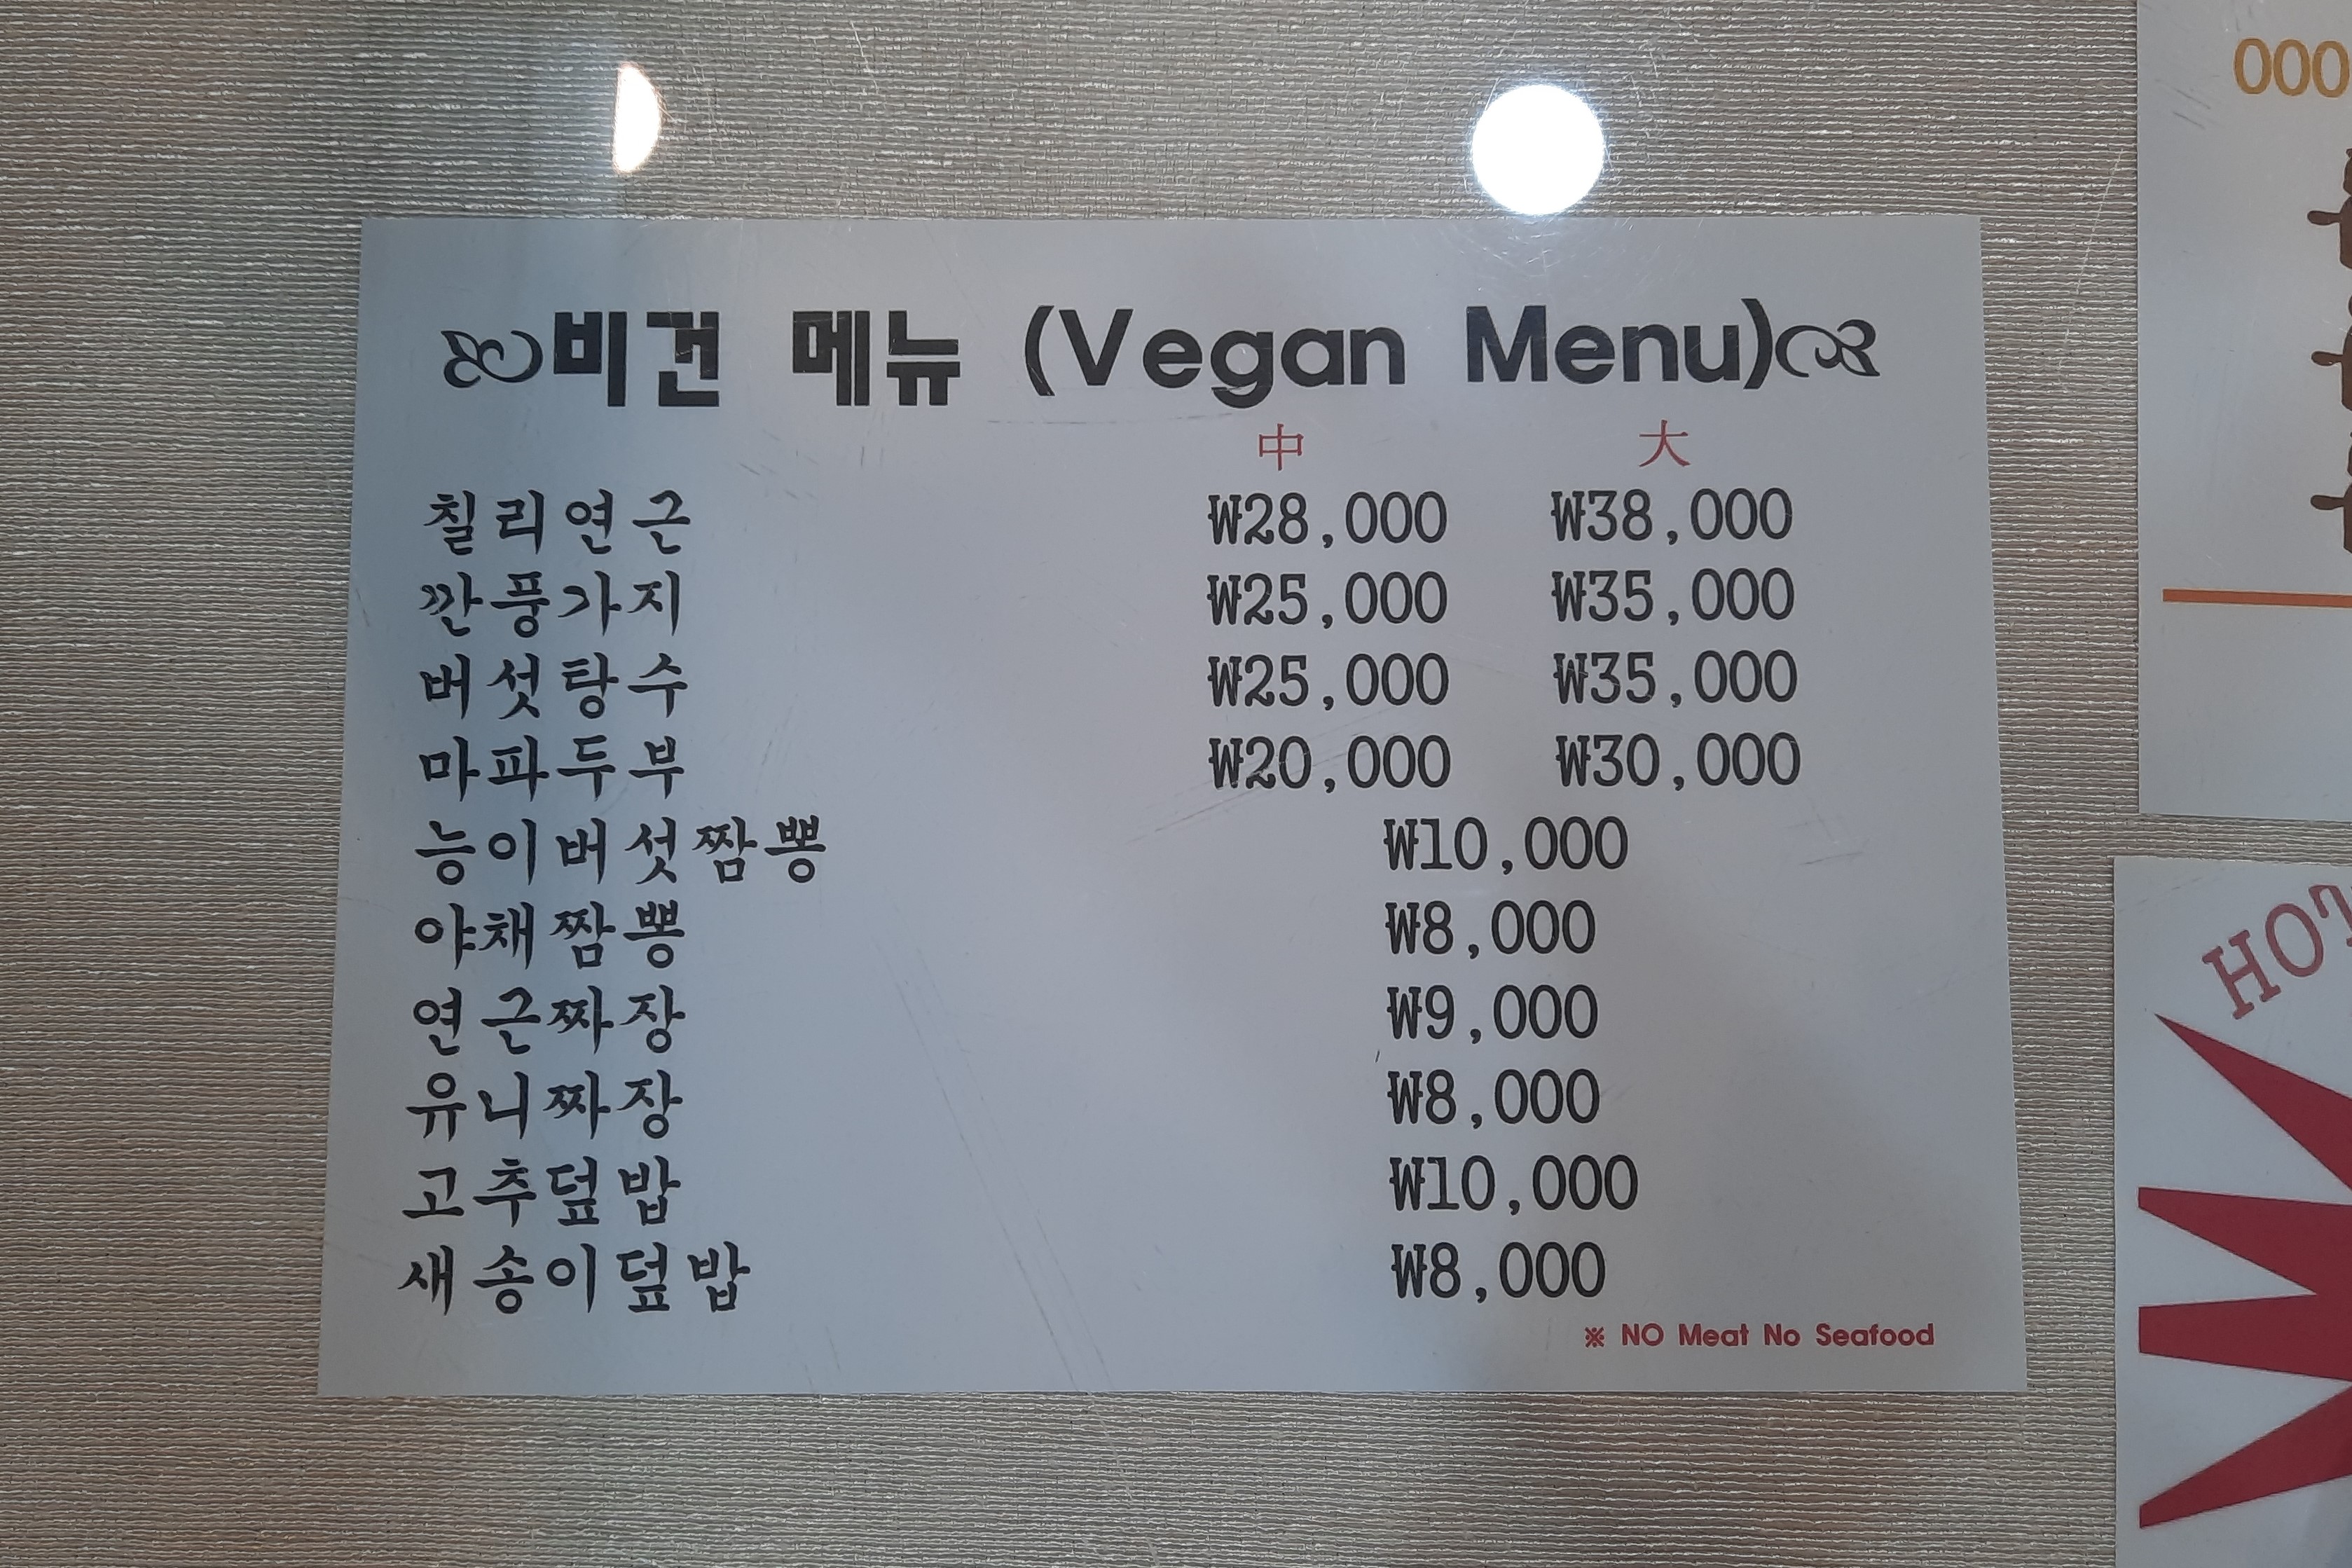 비건 메뉴 (Vegan Menu)
中 大
칠리연근 ₩28,000 ₩38,000
깐풍가지 ₩25,000 ₩35,000
버섯탕수 ₩25,000 ₩35,000
마파두부 ₩20,000 ₩30,000
능이버섯짬뽕 ₩10,000
야채짬뽕 ₩8,000
연근짜장 ₩9,000
유니짜장 ₩8,000
고추덮밥 ₩10,000
새송이덮밥 ₩8,000
※ NO Meat No Seafood
000
HOT